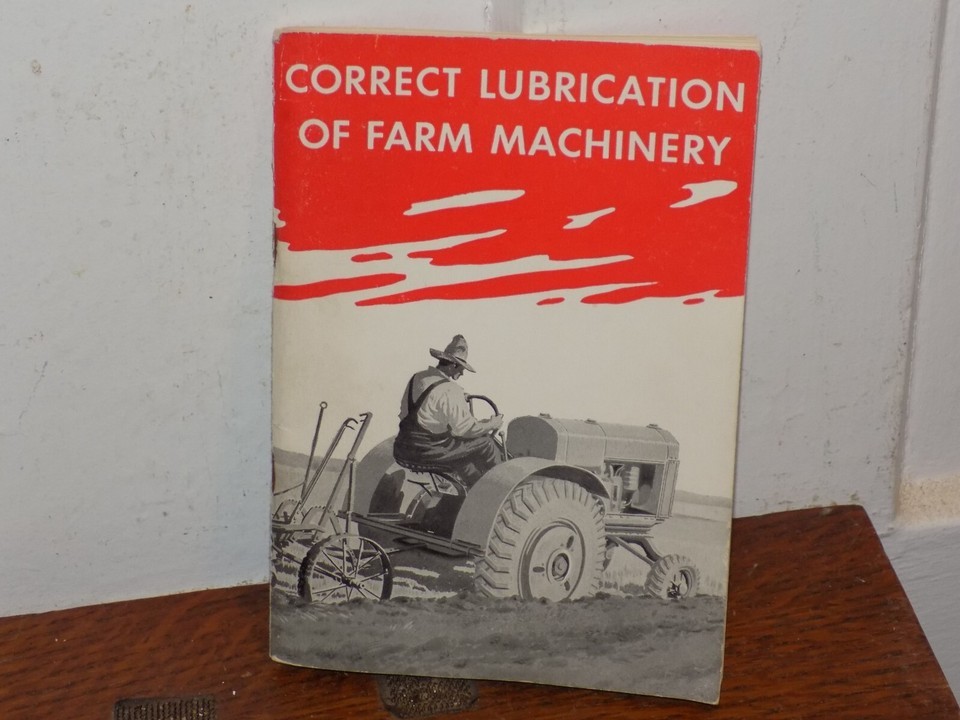 CORRECT LUBRICATION
OF FARM MACHINERY